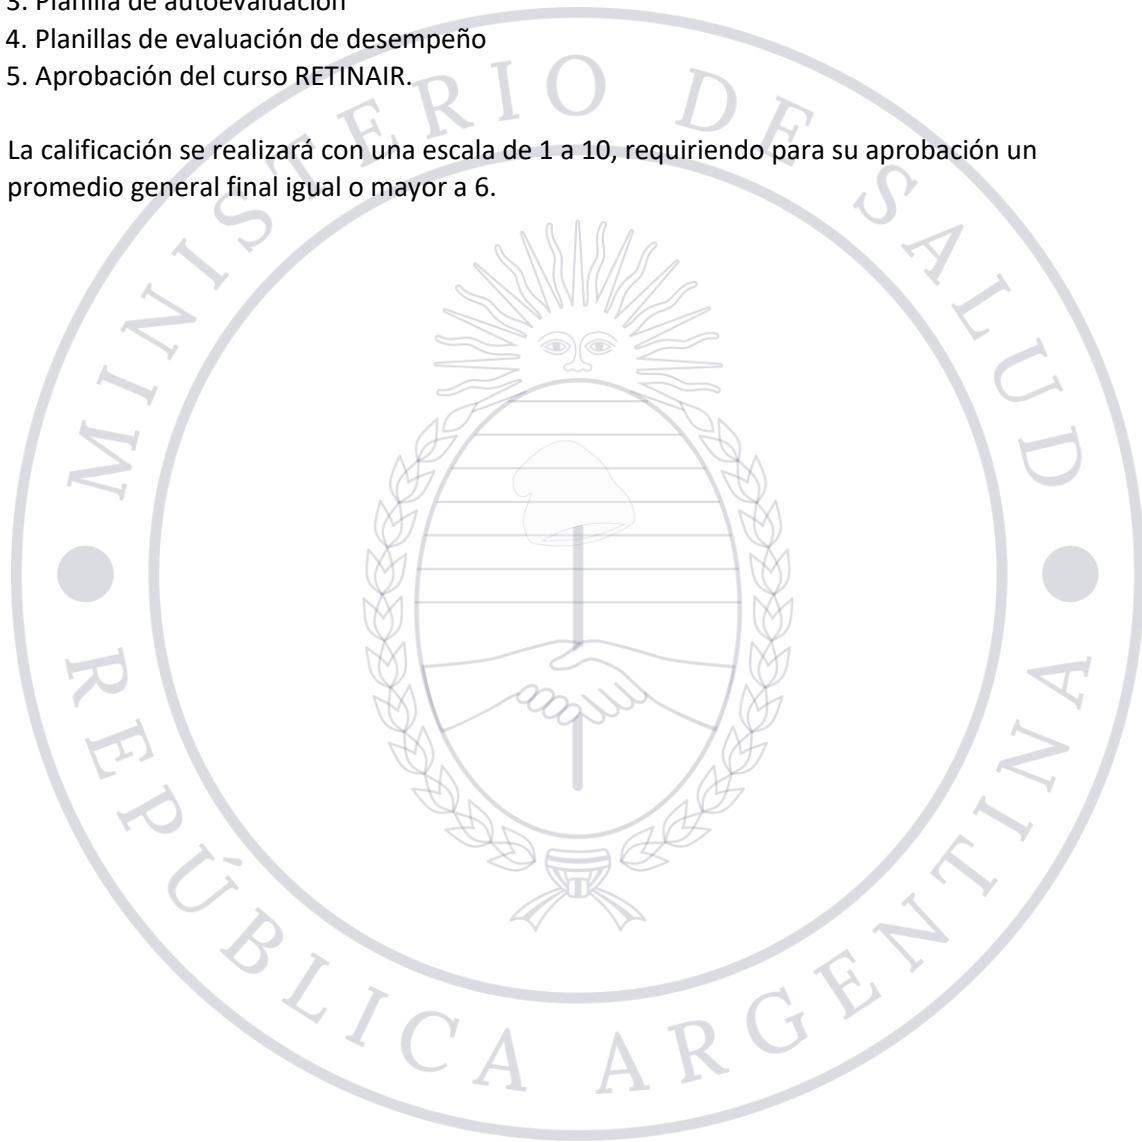 3. Planilla de autoevaluación
4. Planillas de evaluación de desempeño
5. Aprobación del curso RETINAIR.
La calificación se realizará con una escala de 1 a 10, requiriendo para su aprobación un
promedio general final igual o mayor a 6.
MINISTERIO DE SALUD
REPÚBLICA ARGENTINA